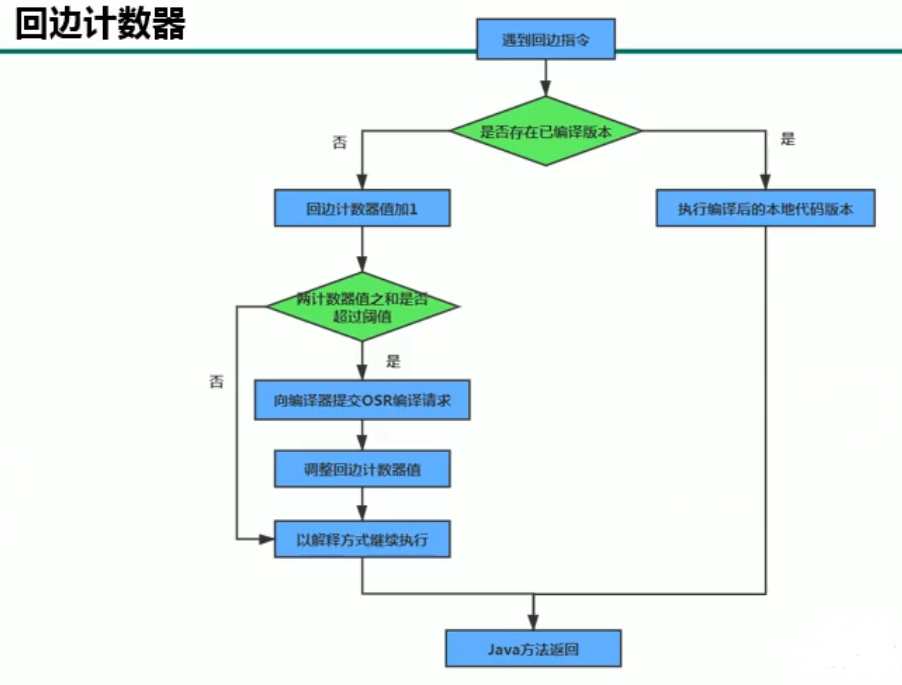 回边计数器
遇到回边指令
是否存在已编译版本
否
是
回边计数器值加1
执行编译后的本地代码版本
两计数器值之和是否
超过阈值
是
否
向编译器提交OSR编译请求
调整回边计数器值
以解释方式继续执行
Java方法返回